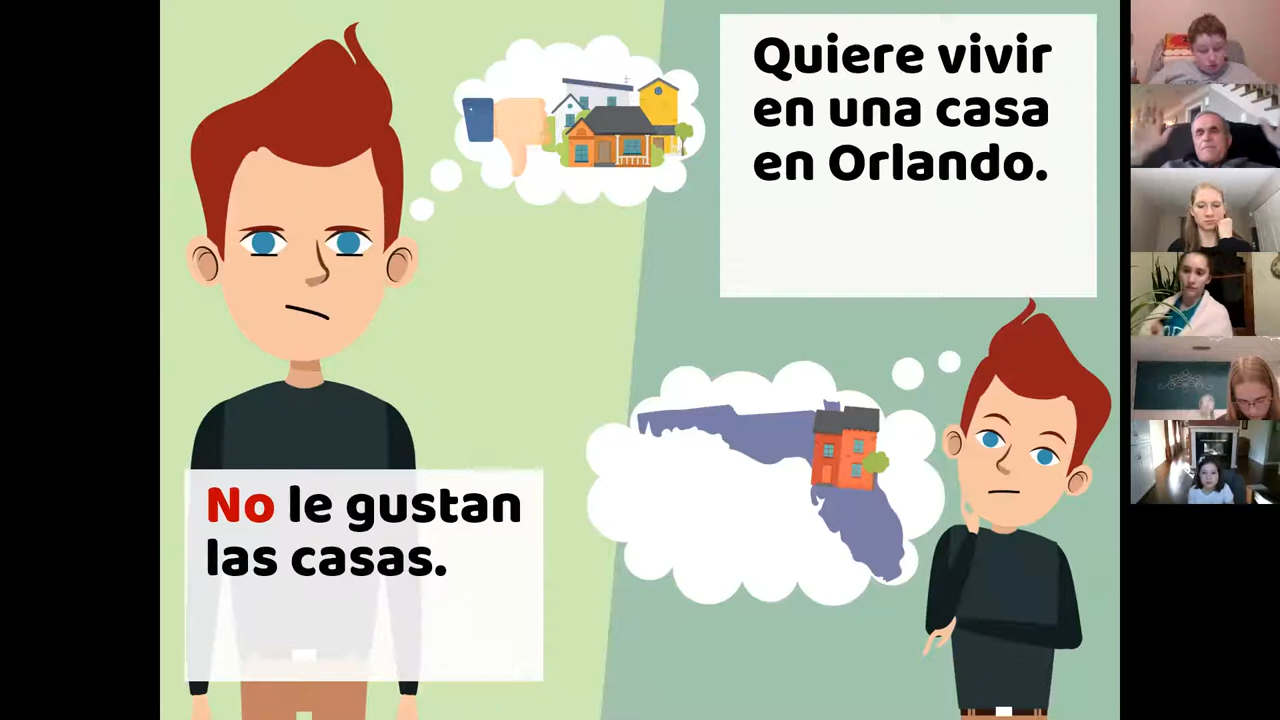 Quiere vivir
en una casa
en Orlando.
No le gustan
las casas.